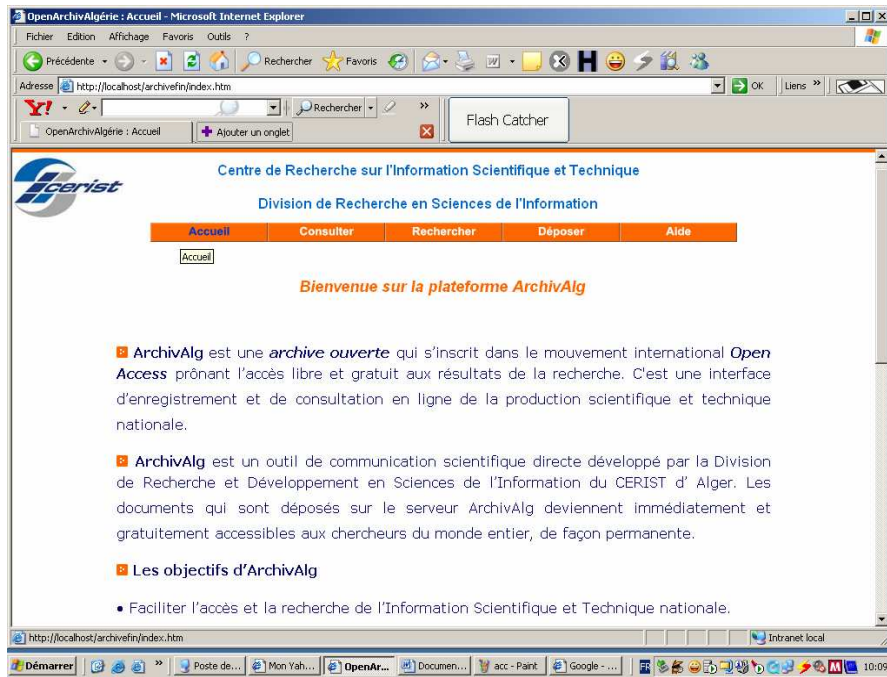 OpenArchivAlgérie : Accueil - Microsoft Internet Explorer
Fichier Edition Affichage Favoris Outils ?
Précédente Rechercher Favoris
Adresse http://localhost/archivefin/index.htm OK Liens »
Y! Rechercher »
Flash Catcher
OpenArchivAlgérie : Accueil Ajouter un onglet
cerist
Centre de Recherche sur l'Information Scientifique et Technique
Division de Recherche en Sciences de l'Information
Accueil Consulter Rechercher Déposer Aide
Accueil
Bienvenue sur la plateforme ArchivAlg
ArchivAlg est une archive ouverte qui s'inscrit dans le mouvement international Open
Access prônant l'accès libre et gratuit aux résultats de la recherche. C'est une interface
d'enregistrement et de consultation en ligne de la production scientifique et technique
nationale.
ArchivAlg est un outil de communication scientifique directe développé par la Division
de Recherche et Développement en Sciences de l'Information du CERIST d' Alger. Les
documents qui sont déposés sur le serveur ArchivAlg deviennent immédiatement et
gratuitement accessibles aux chercheurs du monde entier, de façon permanente.
Les objectifs d'ArchivAlg
• Faciliter l'accès et la recherche de l'Information Scientifique et Technique nationale.
http://localhost/archivefin/index.htm Intranet local
Démarrer » Poste de... Mon Yah... OpenAr... Documen... acc - Paint Google - ... FR 10:09